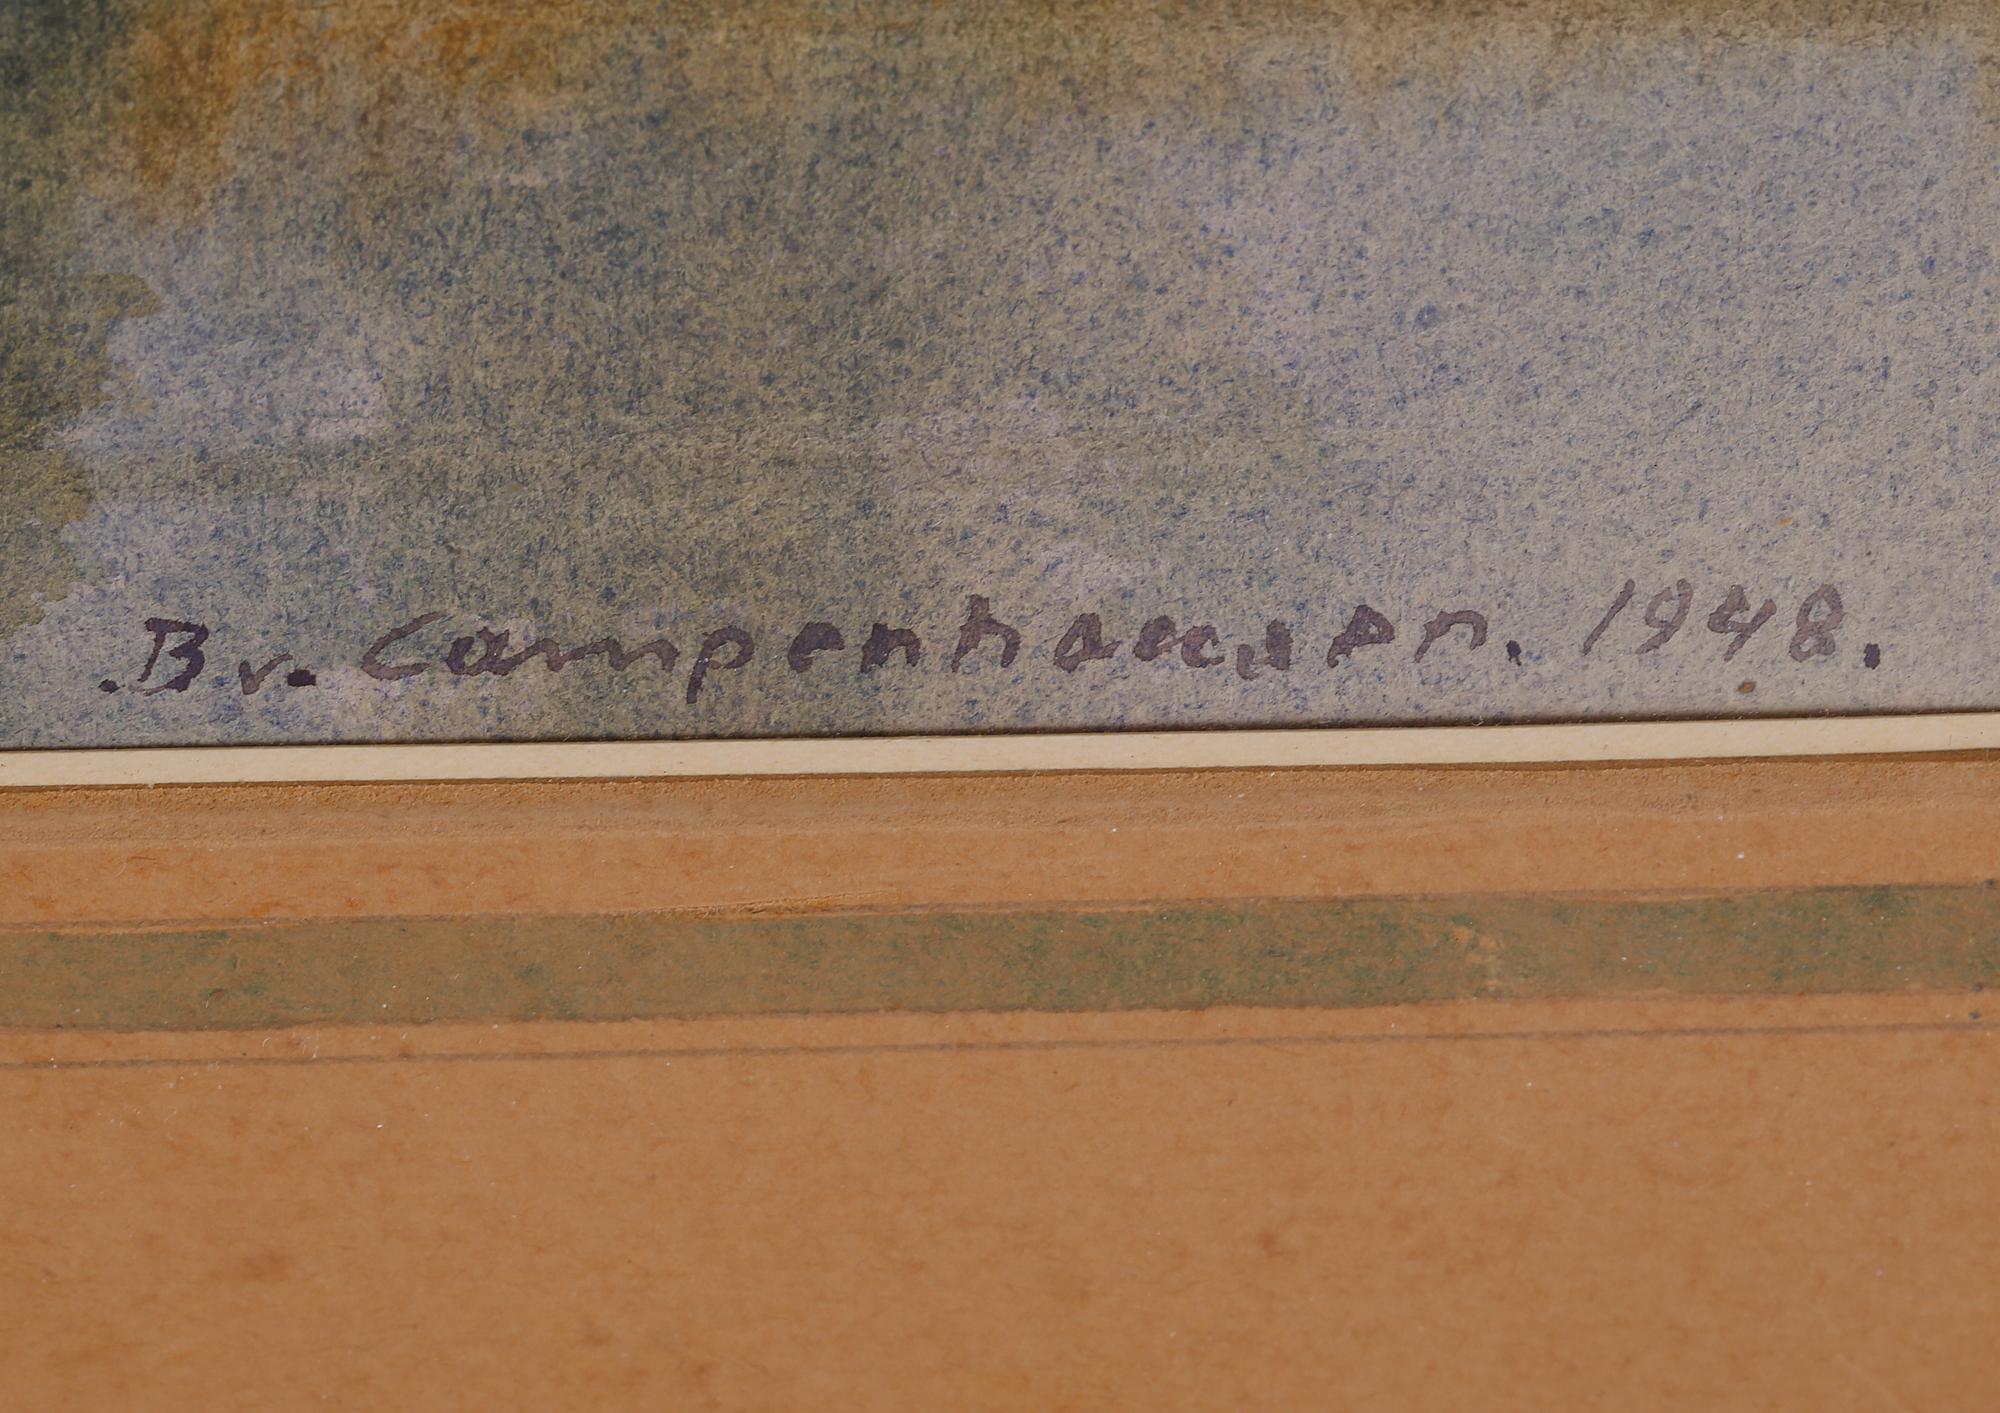 .B v. Campenhausen. 1948.